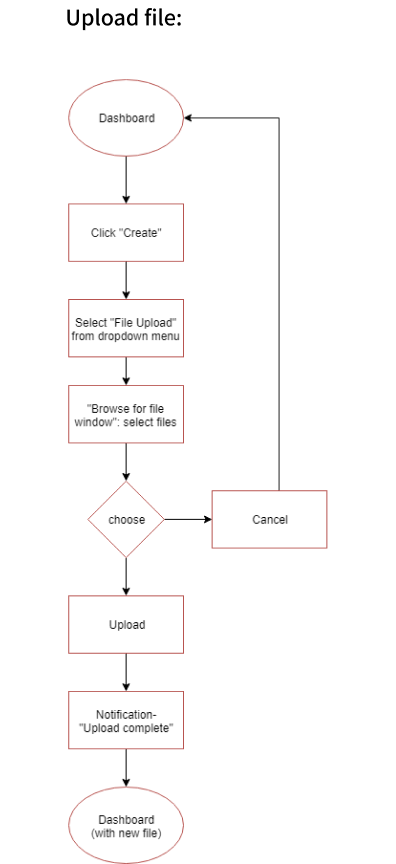 Upload file:
Dashboard
Click "Create"
Select "File Upload"
from dropdown menu
"Browse for file
window": select files
choose
Cancel
Upload
Notification-
"Upload complete"
Dashboard
(with new file)